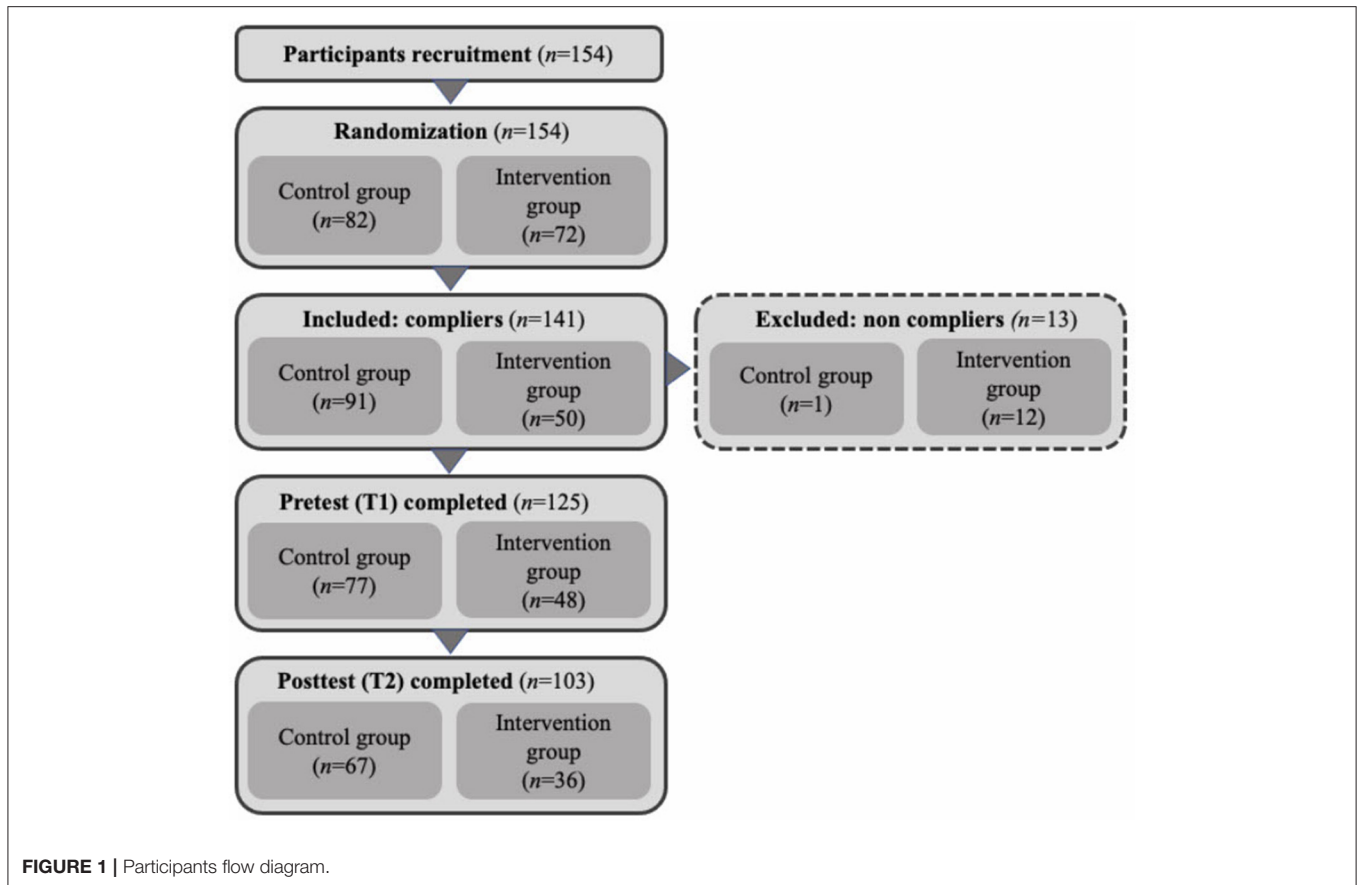 Participants recruitment (n=154)
Randomization (n=154)
Control group
(n=82)
Intervention
group
(n=72)
Included: compliers (n=141)
Control group
(n=91)
Intervention
group
(n=50)
Excluded: non compliers (n=13)
Control group
(n=1)
Intervention
group
(n=12)
Pretest (T1) completed (n=125)
Control group
(n=77)
Intervention
group
(n=48)
Posttest (T2) completed (n=103)
Control group
(n=67)
Intervention
group
(n=36)
FIGURE 1 | Participants flow diagram.